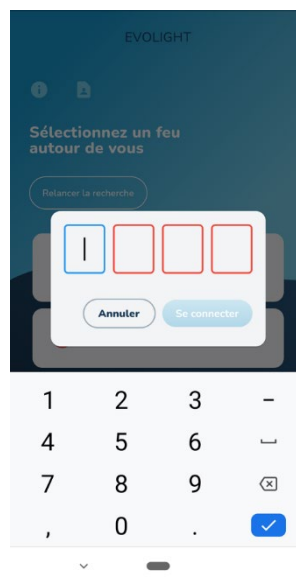 EVOLIGHT
Sélectionnez un feu
autour de vous
Relancer la recherche
Annuler
Se connecter
1 2 3 -
4 5 6
7 8 9
, 0 .